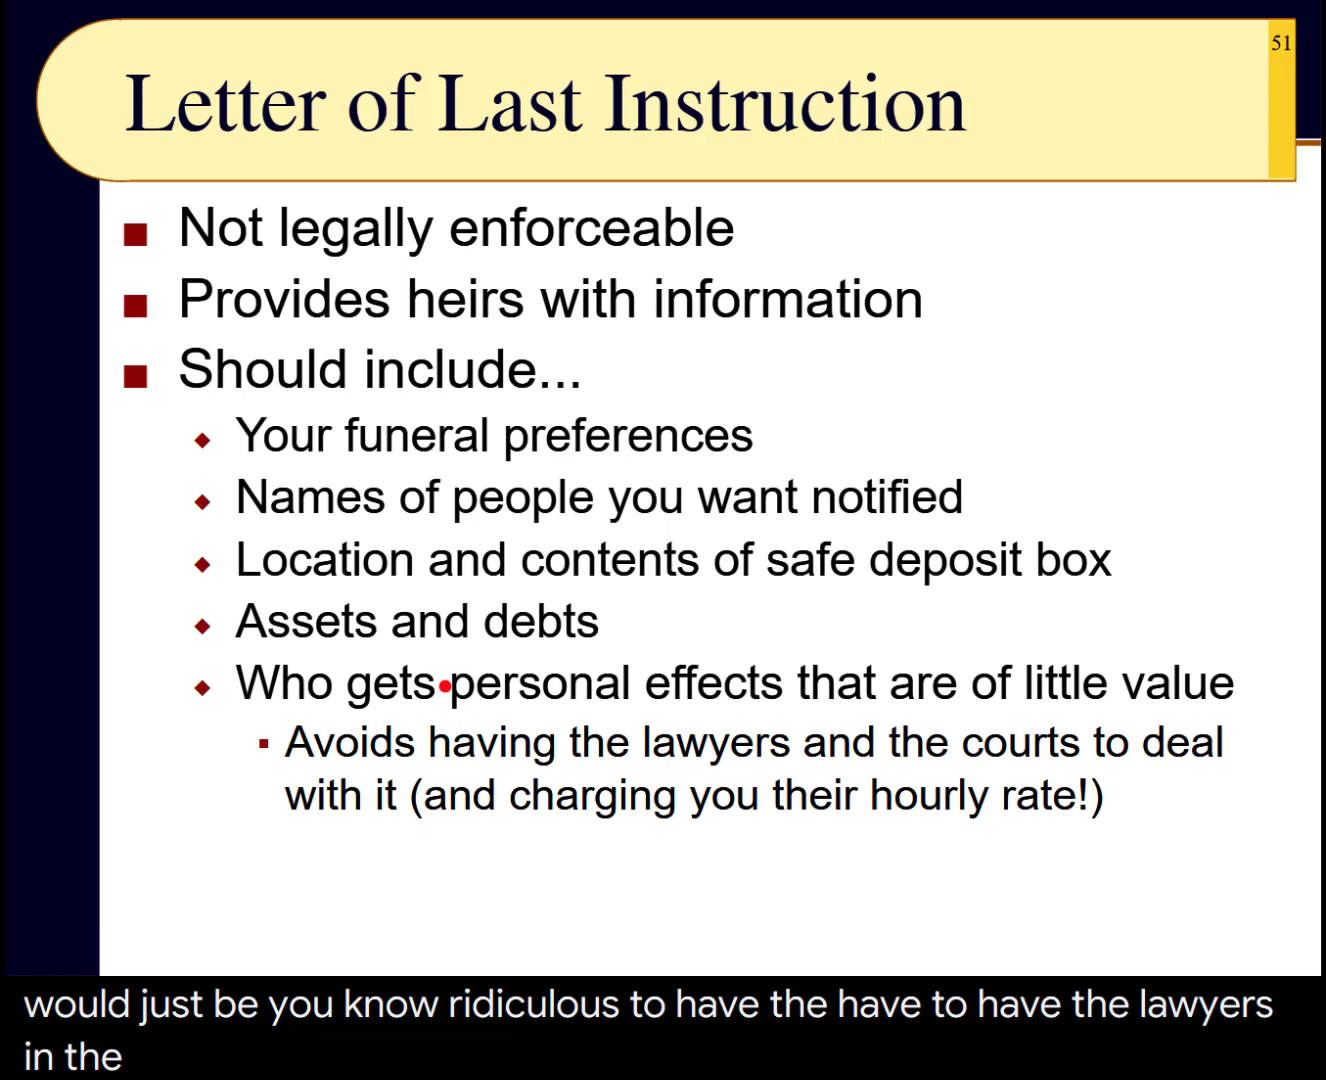 51
Letter of Last Instruction
Not legally enforceable
Provides heirs with information
Should include...
Your funeral preferences
Names of people you want notified
Location and contents of safe deposit box
Assets and debts
Who gets personal effects that are of little value
Avoids having the lawyers and the courts to deal
with it (and charging you their hourly rate!)
would just be you know ridiculous to have the have to have the lawyers
in the